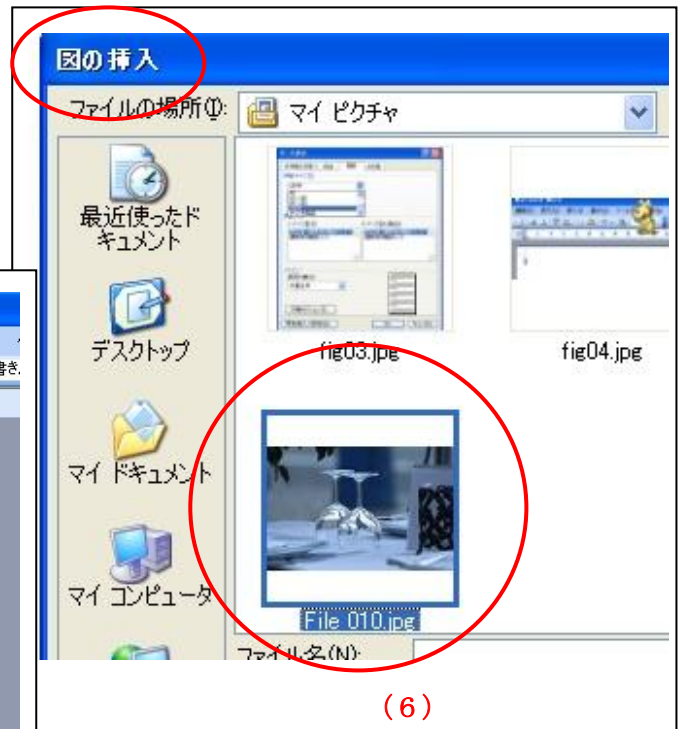 図の挿入
ファイルの場所(I):
マイ ピクチャ
最近使ったド
キュメント
デスクトップ
マイ ドキュメント
マイ コンピュータ
fig03.jpg
fig04.jpg
File 010.jpg
ファイル名(N):
書き
(6)